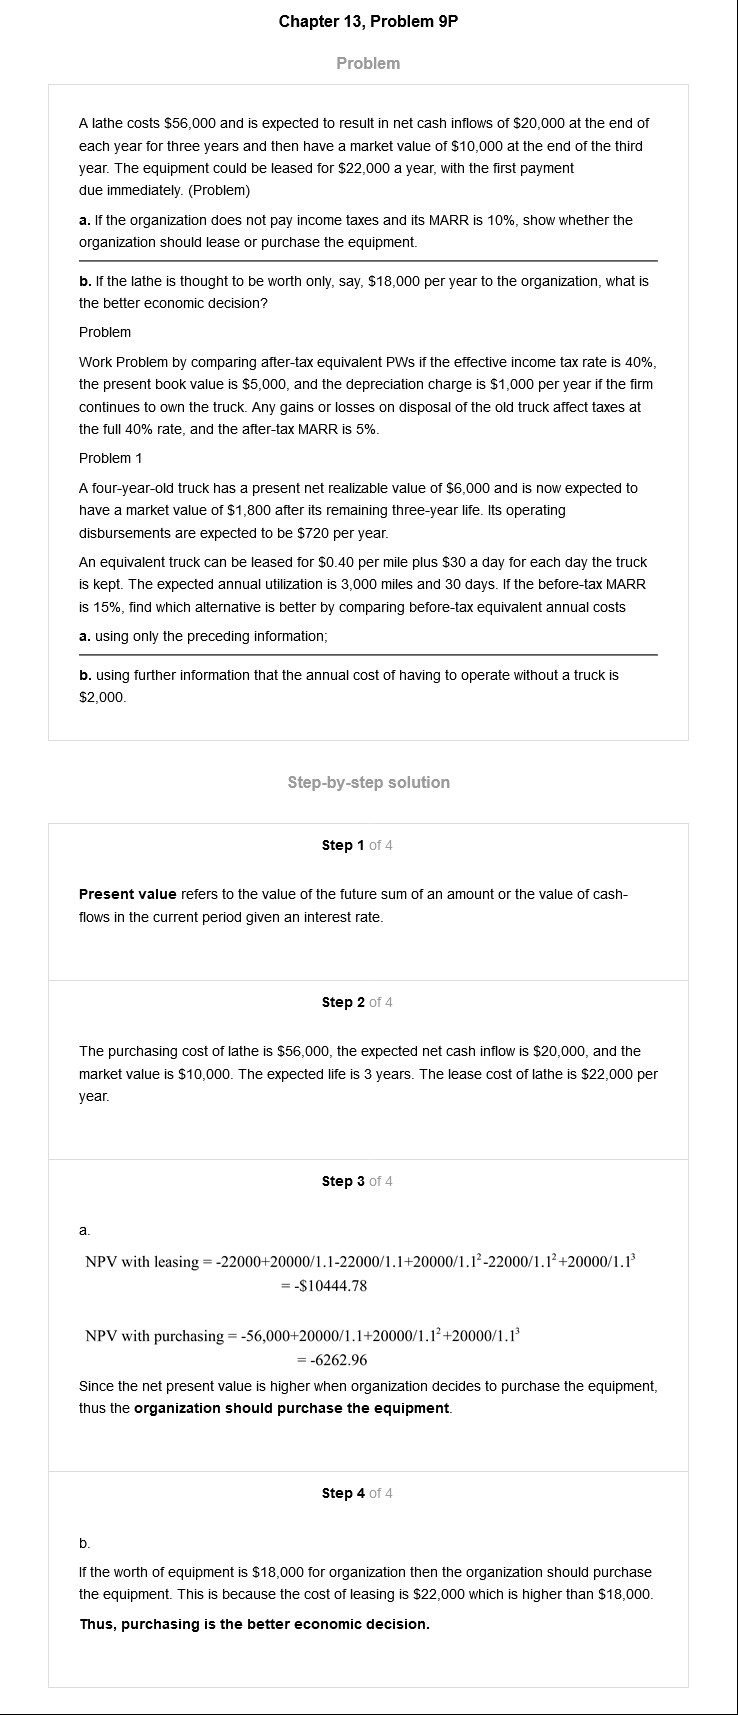 Chapter 13, Problem 9P
Problem
A lathe costs $56,000 and is expected to result in net cash inflows of $20,000 at the end of
each year for three years and then have a market value of $10,000 at the end of the third
year. The equipment could be leased for $22,000 a year, with the first payment
due immediately. (Problem)
a. If the organization does not pay income taxes and its MARR is 10%, show whether the
organization should lease or purchase the equipment.
b. If the lathe is thought to be worth only, say, $18,000 per year to the organization, what is
the better economic decision?
Problem
Work Problem by comparing after-tax equivalent PWs if the effective income tax rate is 40%,
the present book value is $5,000, and the depreciation charge is $1,000 per year if the firm
continues to own the truck. Any gains or losses on disposal of the old truck affect taxes at
the full 40% rate, and the after-tax MARR is 5%.
Problem 1
A four-year-old truck has a present net realizable value of $6,000 and is now expected to
have a market value of $1,800 after its remaining three-year life. Its operating
disbursements are expected to be $720 per year.
An equivalent truck can be leased for $0.40 per mile plus $30 a day for each day the truck
is kept. The expected annual utilization is 3,000 miles and 30 days. If the before-tax MARR
is 15%, find which alternative is better by comparing before-tax equivalent annual costs
a. using only the preceding information;
b. using further information that the annual cost of having to operate without a truck is
$2,000.
Step-by-step solution
Step 1 of 4
Present value refers to the value of the future sum of an amount or the value of cash-
flows in the current period given an interest rate.
Step 2 of 4
The purchasing cost of lathe is $56,000, the expected net cash inflow is $20,000, and the
market value is $10,000. The expected life is 3 years. The lease cost of lathe is $22,000 per
year.
Step 3 of 4
a.
NPV with leasing = -22000+20000/1.1-22000/1.1+20000/1.1²-22000/1.1²+20000/1.1³
= -$10444.78
NPV with purchasing = -56,000+20000/1.1+20000/1.1²+20000/1.1³
= -6262.96
Since the net present value is higher when organization decides to purchase the equipment,
thus the organization should purchase the equipment.
Step 4 of 4
b.
If the worth of equipment is $18,000 for organization then the organization should purchase
the equipment. This is because the cost of leasing is $22,000 which is higher than $18,000.
Thus, purchasing is the better economic decision.